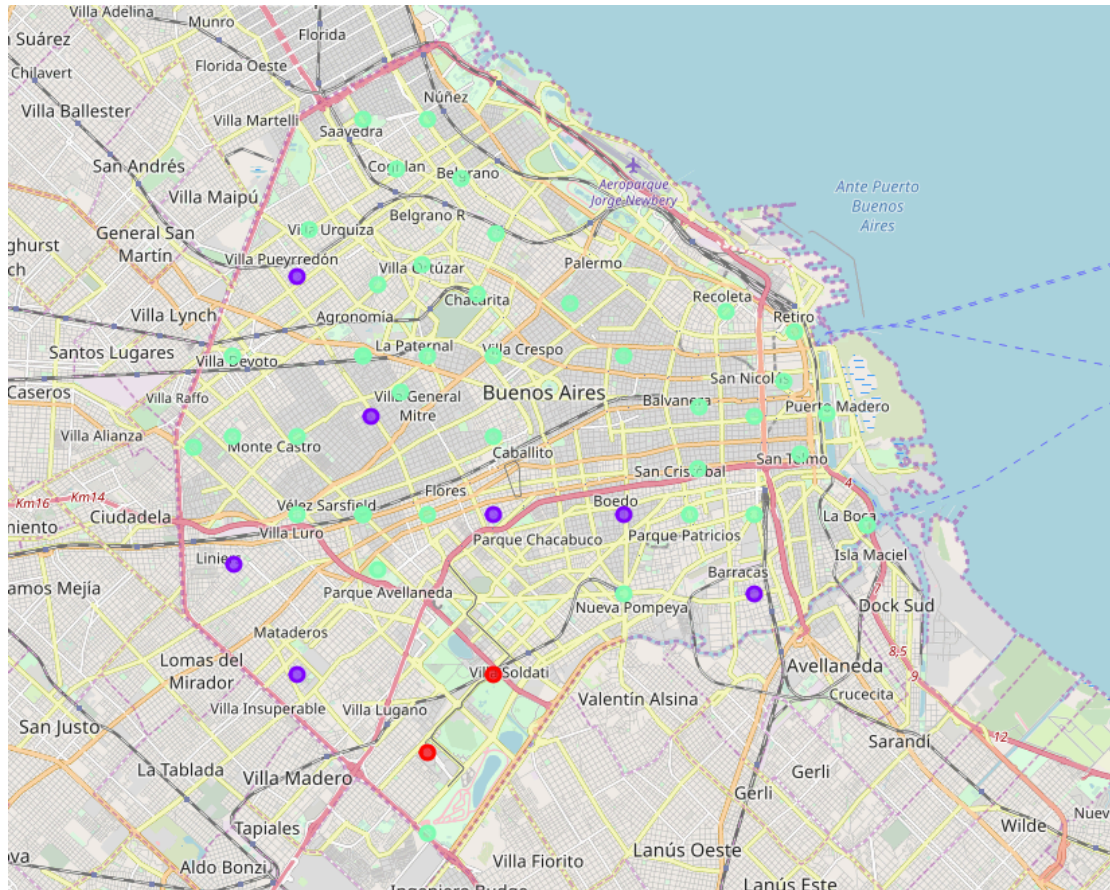 Villa Adelina
Munro
Florida
Suárez
Florida Oeste
Chilavert
Villa Ballester
Núñez
Villa Martelli
Saavedra
San Andrés
Belgrano
Villa Maipú
Aeroparque
Jorge Newbery
Ante Puerto
Buenos
Aires
Belgrano R
General San
Martín
Villa Urquiza
Villa Pueyrredón
Villa Ortúzar
Palermo
Chacarita
Recoleta
Villa Lynch
Agronomia
Retiro
La Paternal
Santos Lugares
Villa Devoto
Villa Crespo
San Nicolás
Caseros
Villa Raffo
Villa General
Mitre
Buenos Aires
Balvanera
Puerto Madero
Villa Alianza
Monte Castro
Caballito
San Telmo
San Cristóbal
Km16
Km14
Flores
4
Ciudadela
Vélez Sarsfield
Boedo
La Boca
Villa Luro
Parque Chacabuco
Parque Patricios
Liniers
Isla Maciel
Barracas
7
Parque Avellaneda
Nueva Pompeya
Dock Sud
Mataderos
Lomas del
Mirador
Villa Soldati
Avellaneda
8,5
9
Valentín Alsina
Crucecita
Villa Insuperable
Villa Lugano
San Justo
12
Sarandí
La Tablada
Villa Madero
Gerli
Gerli
Tapiales
Wilde
Villa Fiorito
Lanús Oeste
Aldo Bonzi
Lanús Este